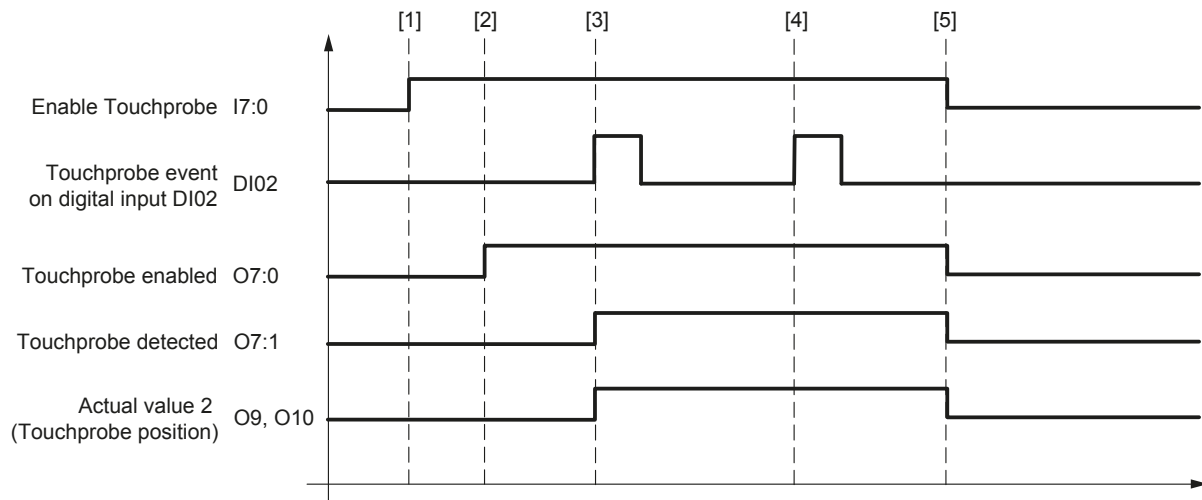 [1] [2] [3] [4] [5]
Enable Touchprobe I7:0
Touchprobe event
on digital input DI02 DI02
Touchprobe enabled O7:0
Touchprobe detected O7:1
Actual value 2
(Touchprobe position) O9, O10